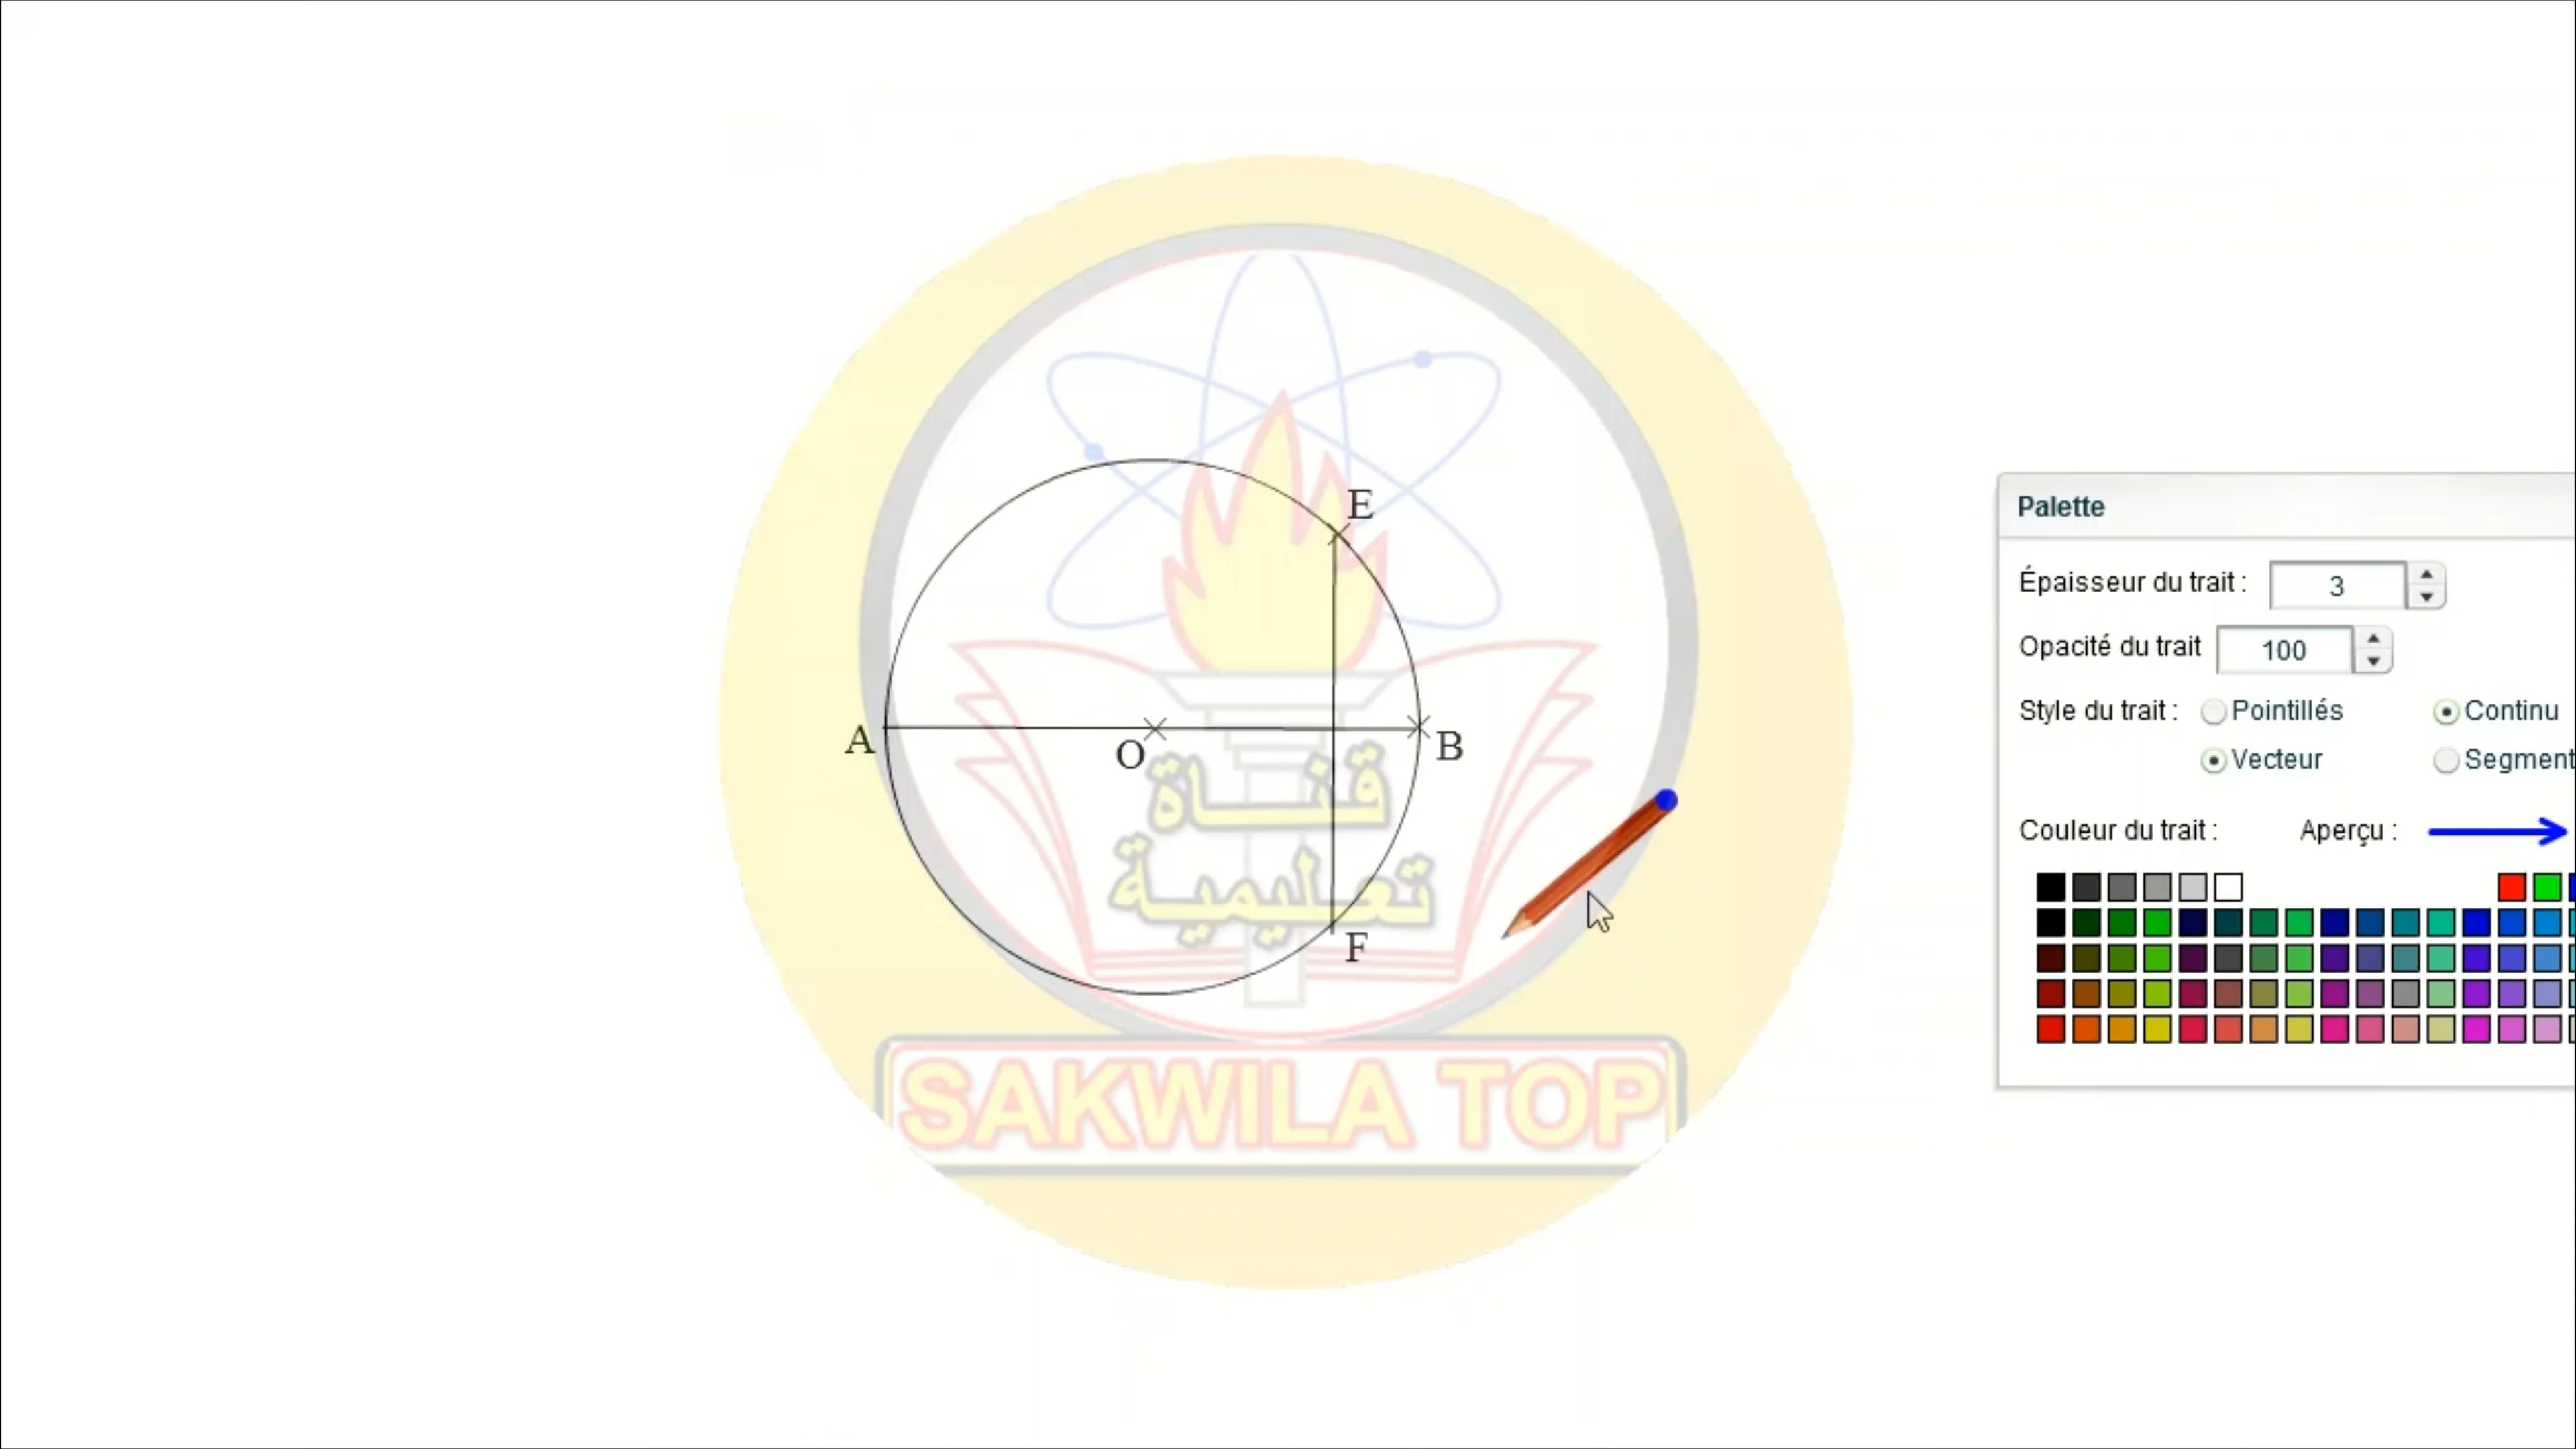 E
A
O
B
F
قناة
تعليمية
SAKWILA TOP
Palette
Épaisseur du trait : 3
Opacité du trait 100
Style du trait : Pointillés Continu
Vecteur Segment
Couleur du trait : Aperçu :